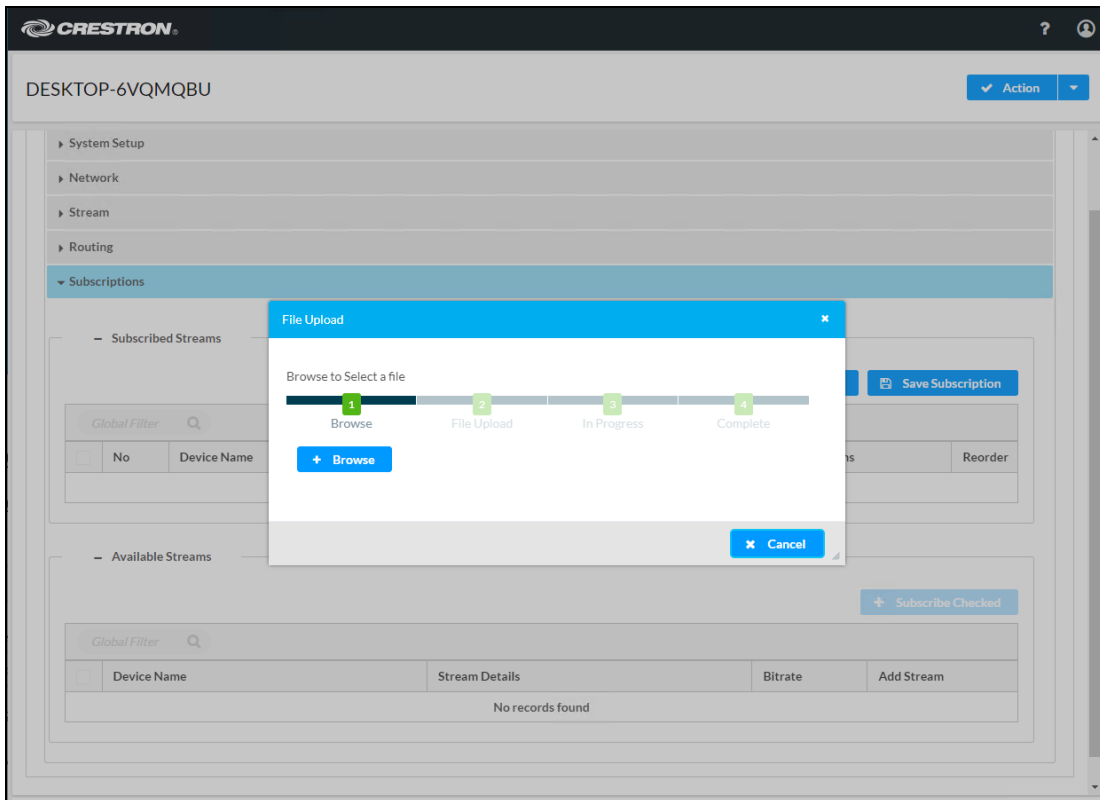 CRESTRON®
?
DESKTOP-6VQMQBU
Action
System Setup
Network
Stream
Routing
Subscriptions
Subscribed Streams
Save Subscription
Global Filter
No Device Name ns Reorder
File Upload
Browse to Select a file
1 2 3 4
Browse File Upload In Progress Complete
+ Browse
Cancel
Available Streams
+ Subscribe Checked
Global Filter
Device Name Stream Details Bitrate Add Stream
No records found